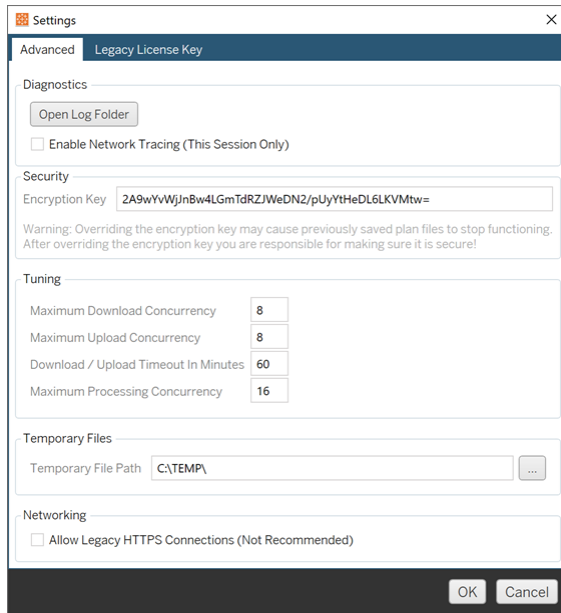 Settings
Advanced
Legacy License Key
Diagnostics
Open Log Folder
Enable Network Tracing (This Session Only)
Security
Encryption Key 2A9wYvWjJnBw4LGmTdRZJWeDN2/pUyYtHeDL6LKVMtw=
Warning: Overriding the encryption key may cause previously saved plan files to stop functioning.
After overriding the encryption key you are responsible for making sure it is secure!
Tuning
Maximum Download Concurrency 8
Maximum Upload Concurrency 8
Download / Upload Timeout In Minutes 60
Maximum Processing Concurrency 16
Temporary Files
Temporary File Path C:\TEMP\ ...
Networking
Allow Legacy HTTPS Connections (Not Recommended)
OK Cancel